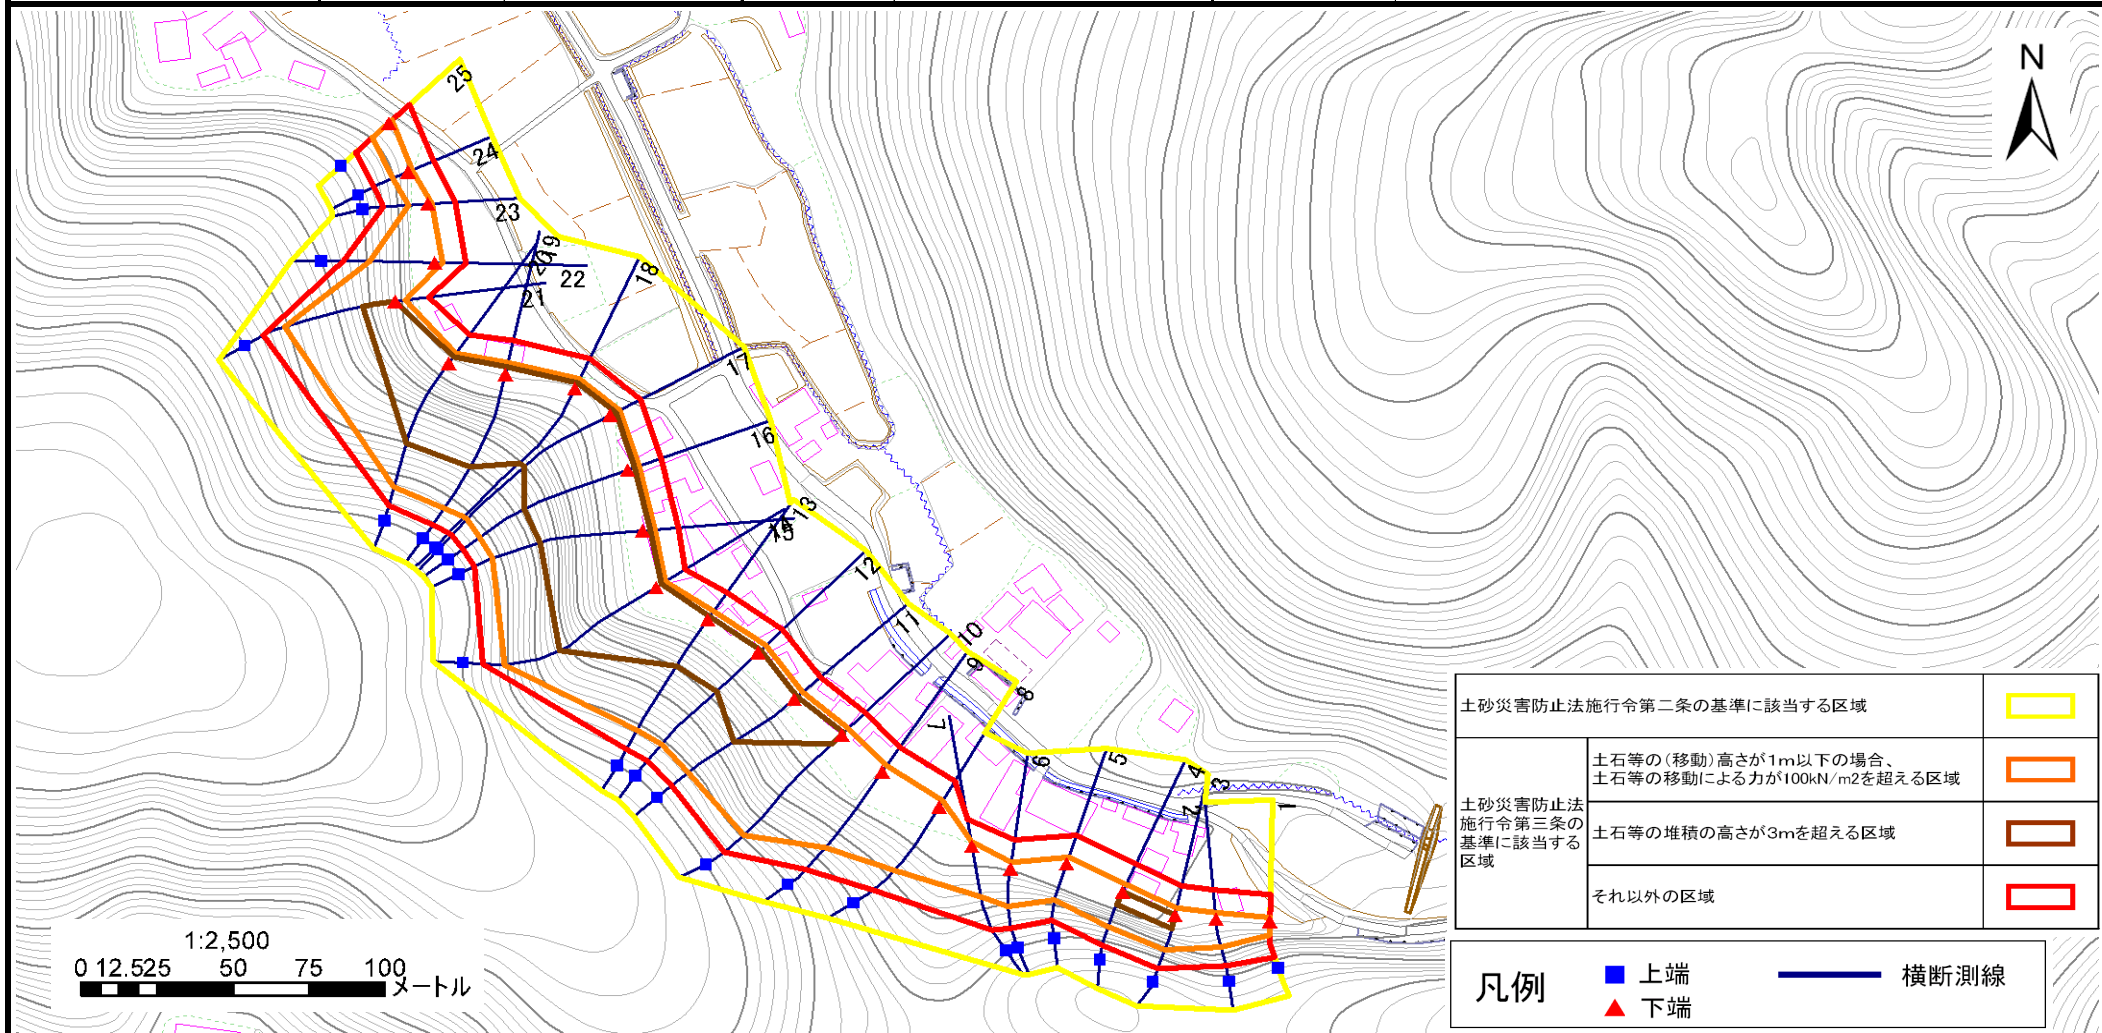 N
25
24
23
19
20
22
21
18
17
16
13
14
15
12
11
10
9
8
7
6
5
4
3
2
1
土砂災害防止法施行令第二条の基準に該当する区域
土砂災害防止法
施行令第三条の
基準に該当する
区域
土石等の(移動)高さが1m以下の場合、
土石等の移動による力が100kN/m2を超える区域
土石等の堆積の高さが3mを超える区域
それ以外の区域
凡例
上端
下端
横断測線
1:2,500
0 12.525 50 75 100
メートル